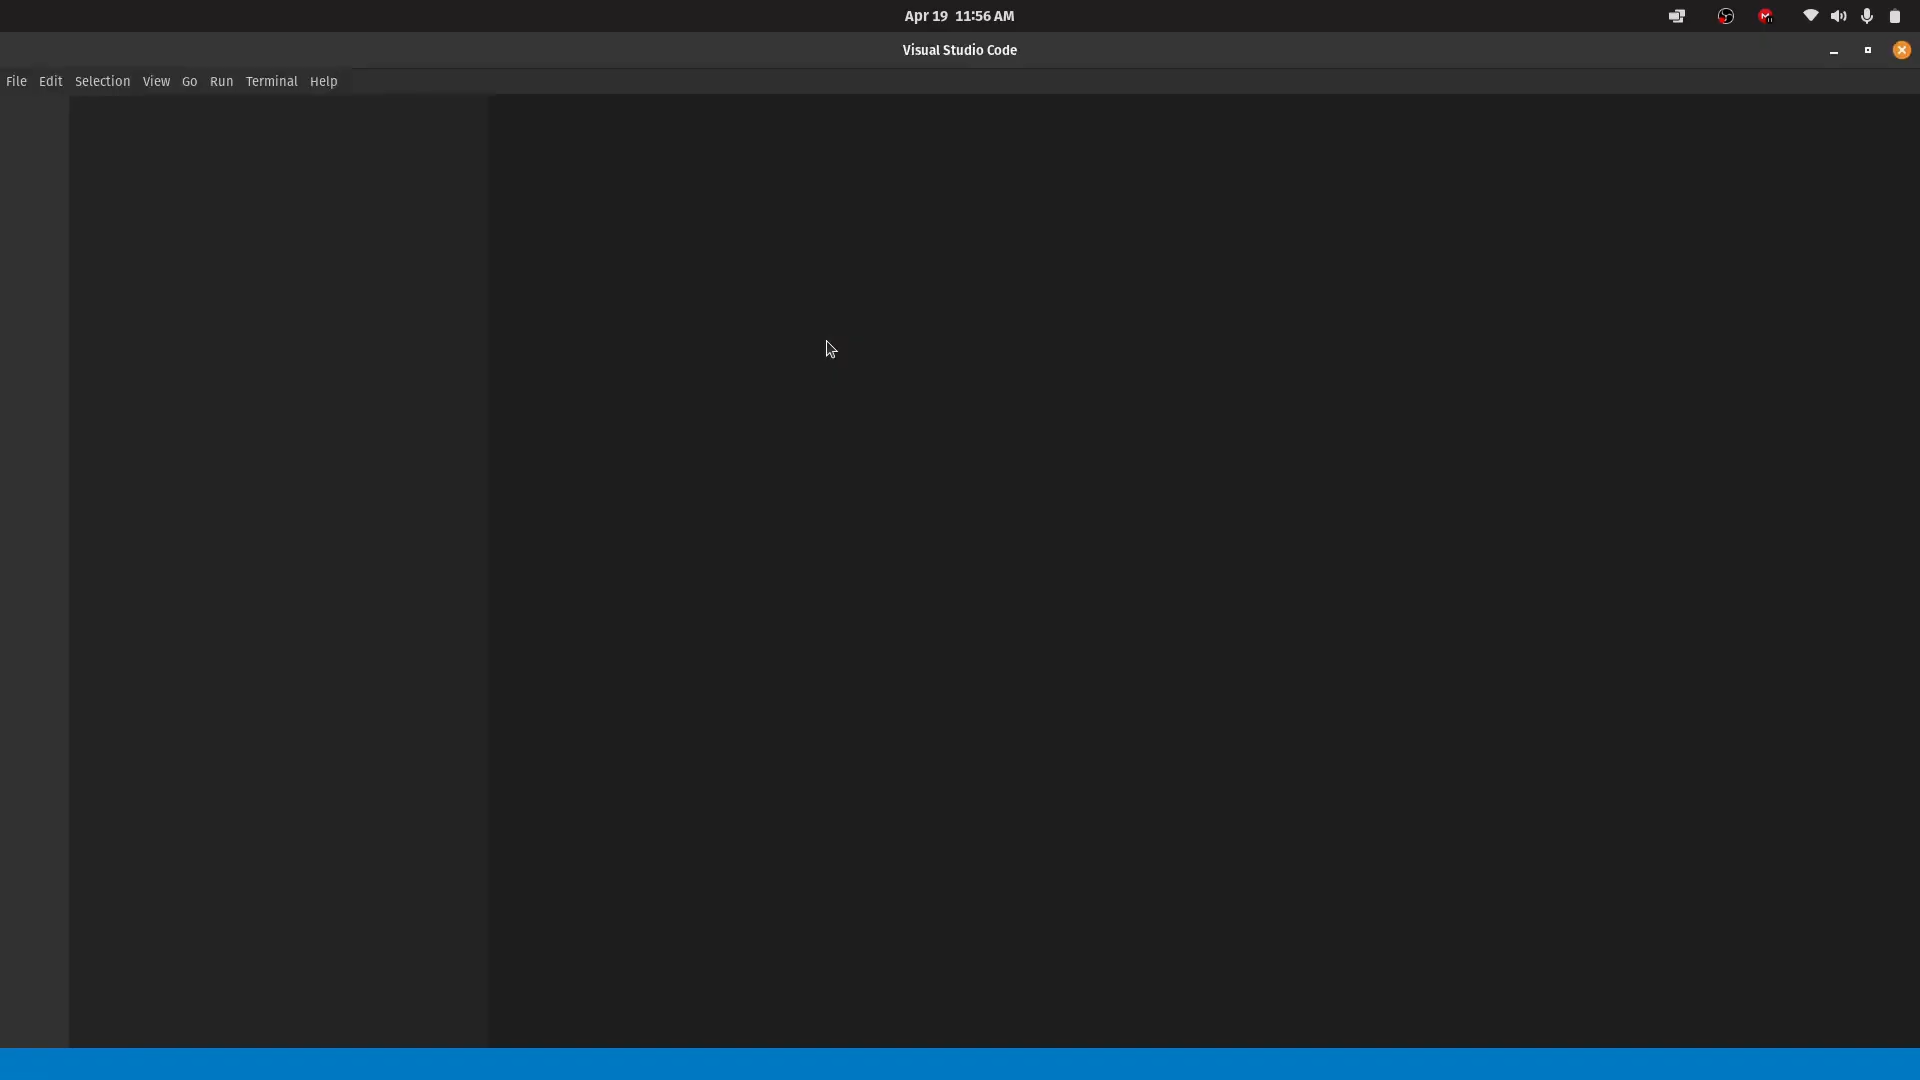 Apr 19 11:56 AM
Visual Studio Code
File Edit Selection View Go Run Terminal Help